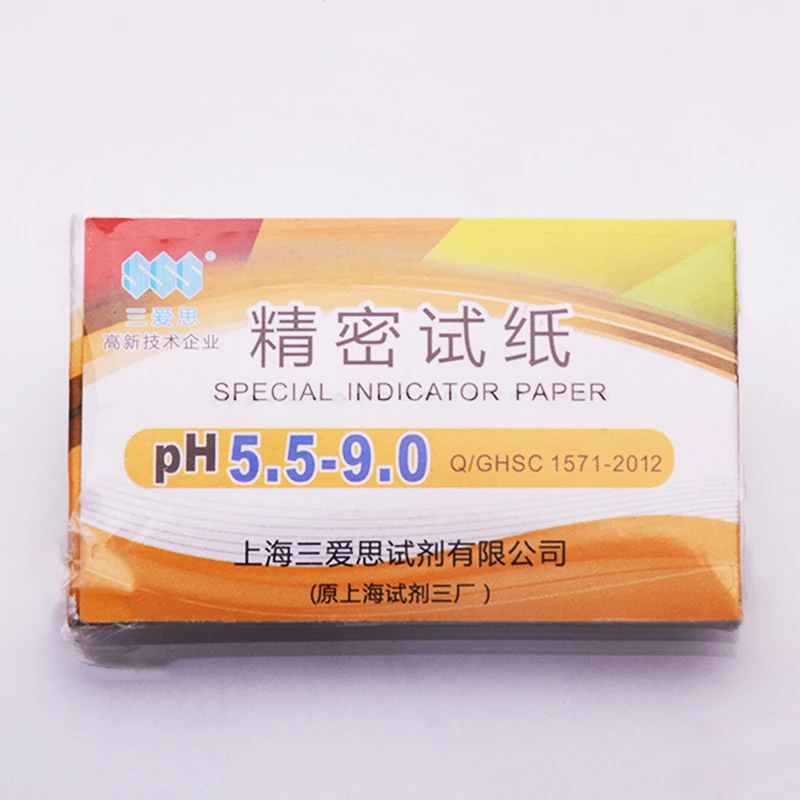 SSS®
三爱思
高新技术企业
精密试纸
SPECIAL INDICATOR PAPER
pH 5.5-9.0 Q/GHSC 1571-2012
上海三爱思试剂有限公司
(原上海试剂三厂)